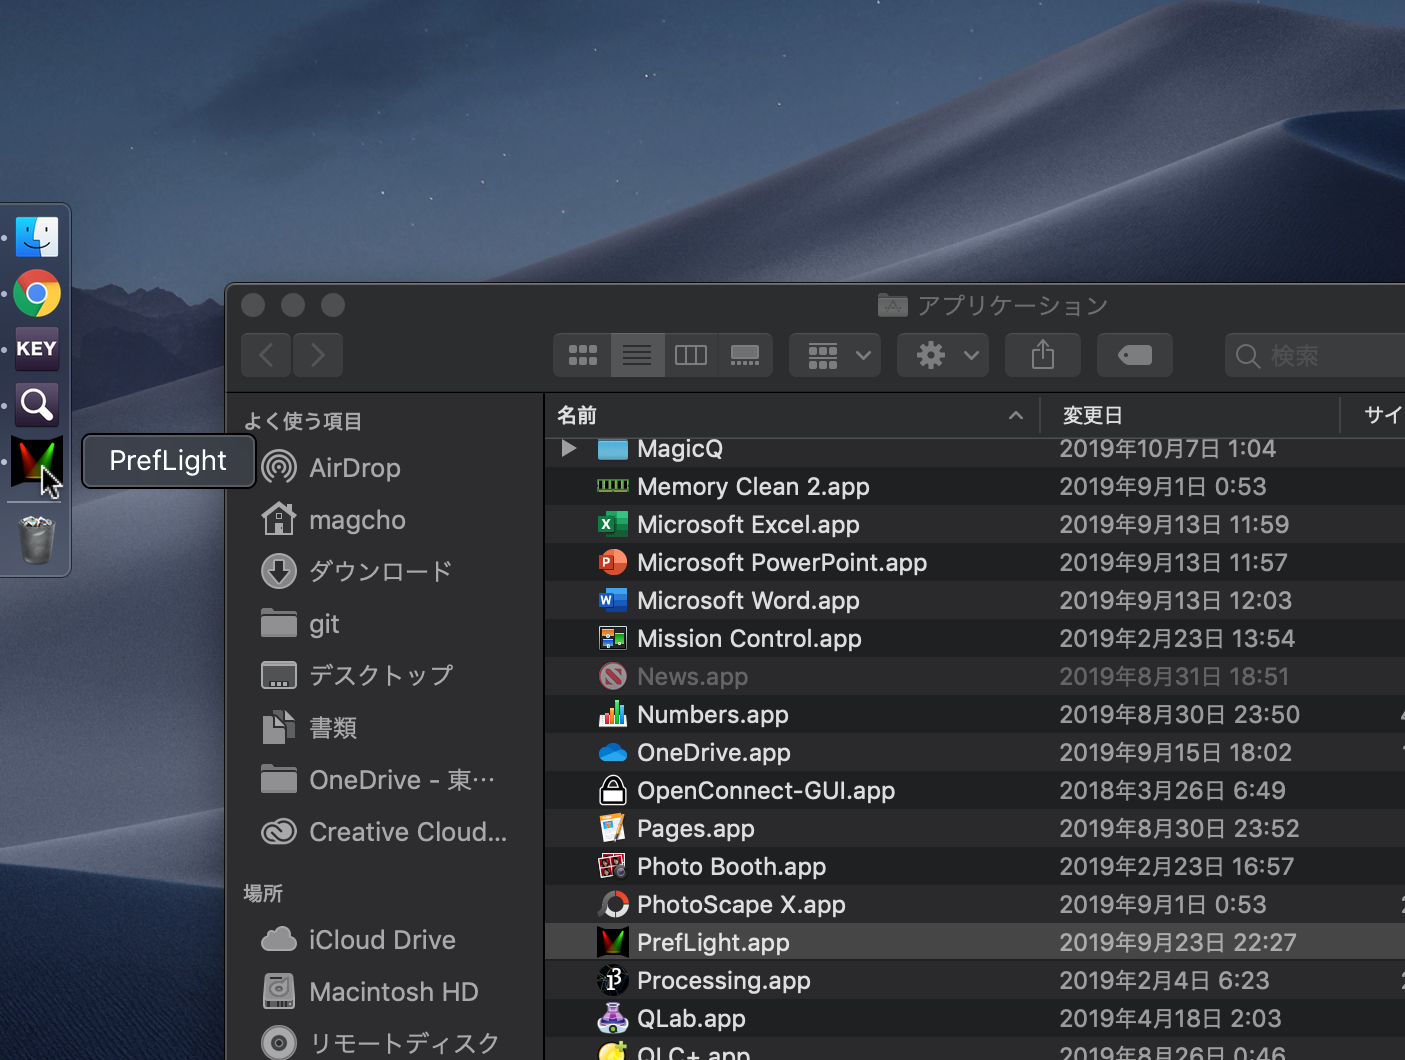 アプリケーション
検索
KEY
PrefLight
よく使う項目
AirDrop
magcho
ダウンロード
git
デスクトップ
書類
OneDrive - 東…
Creative Cloud...
場所
iCloud Drive
Macintosh HD
リモートディスク
名前 変更日 サイ
MagicQ 2019年10月7日 1:04
Memory Clean 2.app 2019年9月1日 0:53
Microsoft Excel.app 2019年9月13日 11:59
Microsoft PowerPoint.app 2019年9月13日 11:57
Microsoft Word.app 2019年9月13日 12:03
Mission Control.app 2019年2月23日 13:54
News.app 2019年8月31日 18:51
Numbers.app 2019年8月30日 23:50
OneDrive.app 2019年9月15日 18:02
OpenConnect-GUI.app 2018年3月26日 6:49
Pages.app 2019年8月30日 23:52
Photo Booth.app 2019年2月23日 16:57
PhotoScape X.app 2019年9月1日 0:53
PrefLight.app 2019年9月23日 22:27
Processing.app 2019年2月4日 6:23
QLab.app 2019年4月18日 2:03
QLC+.app 2019年8月26日 0:46